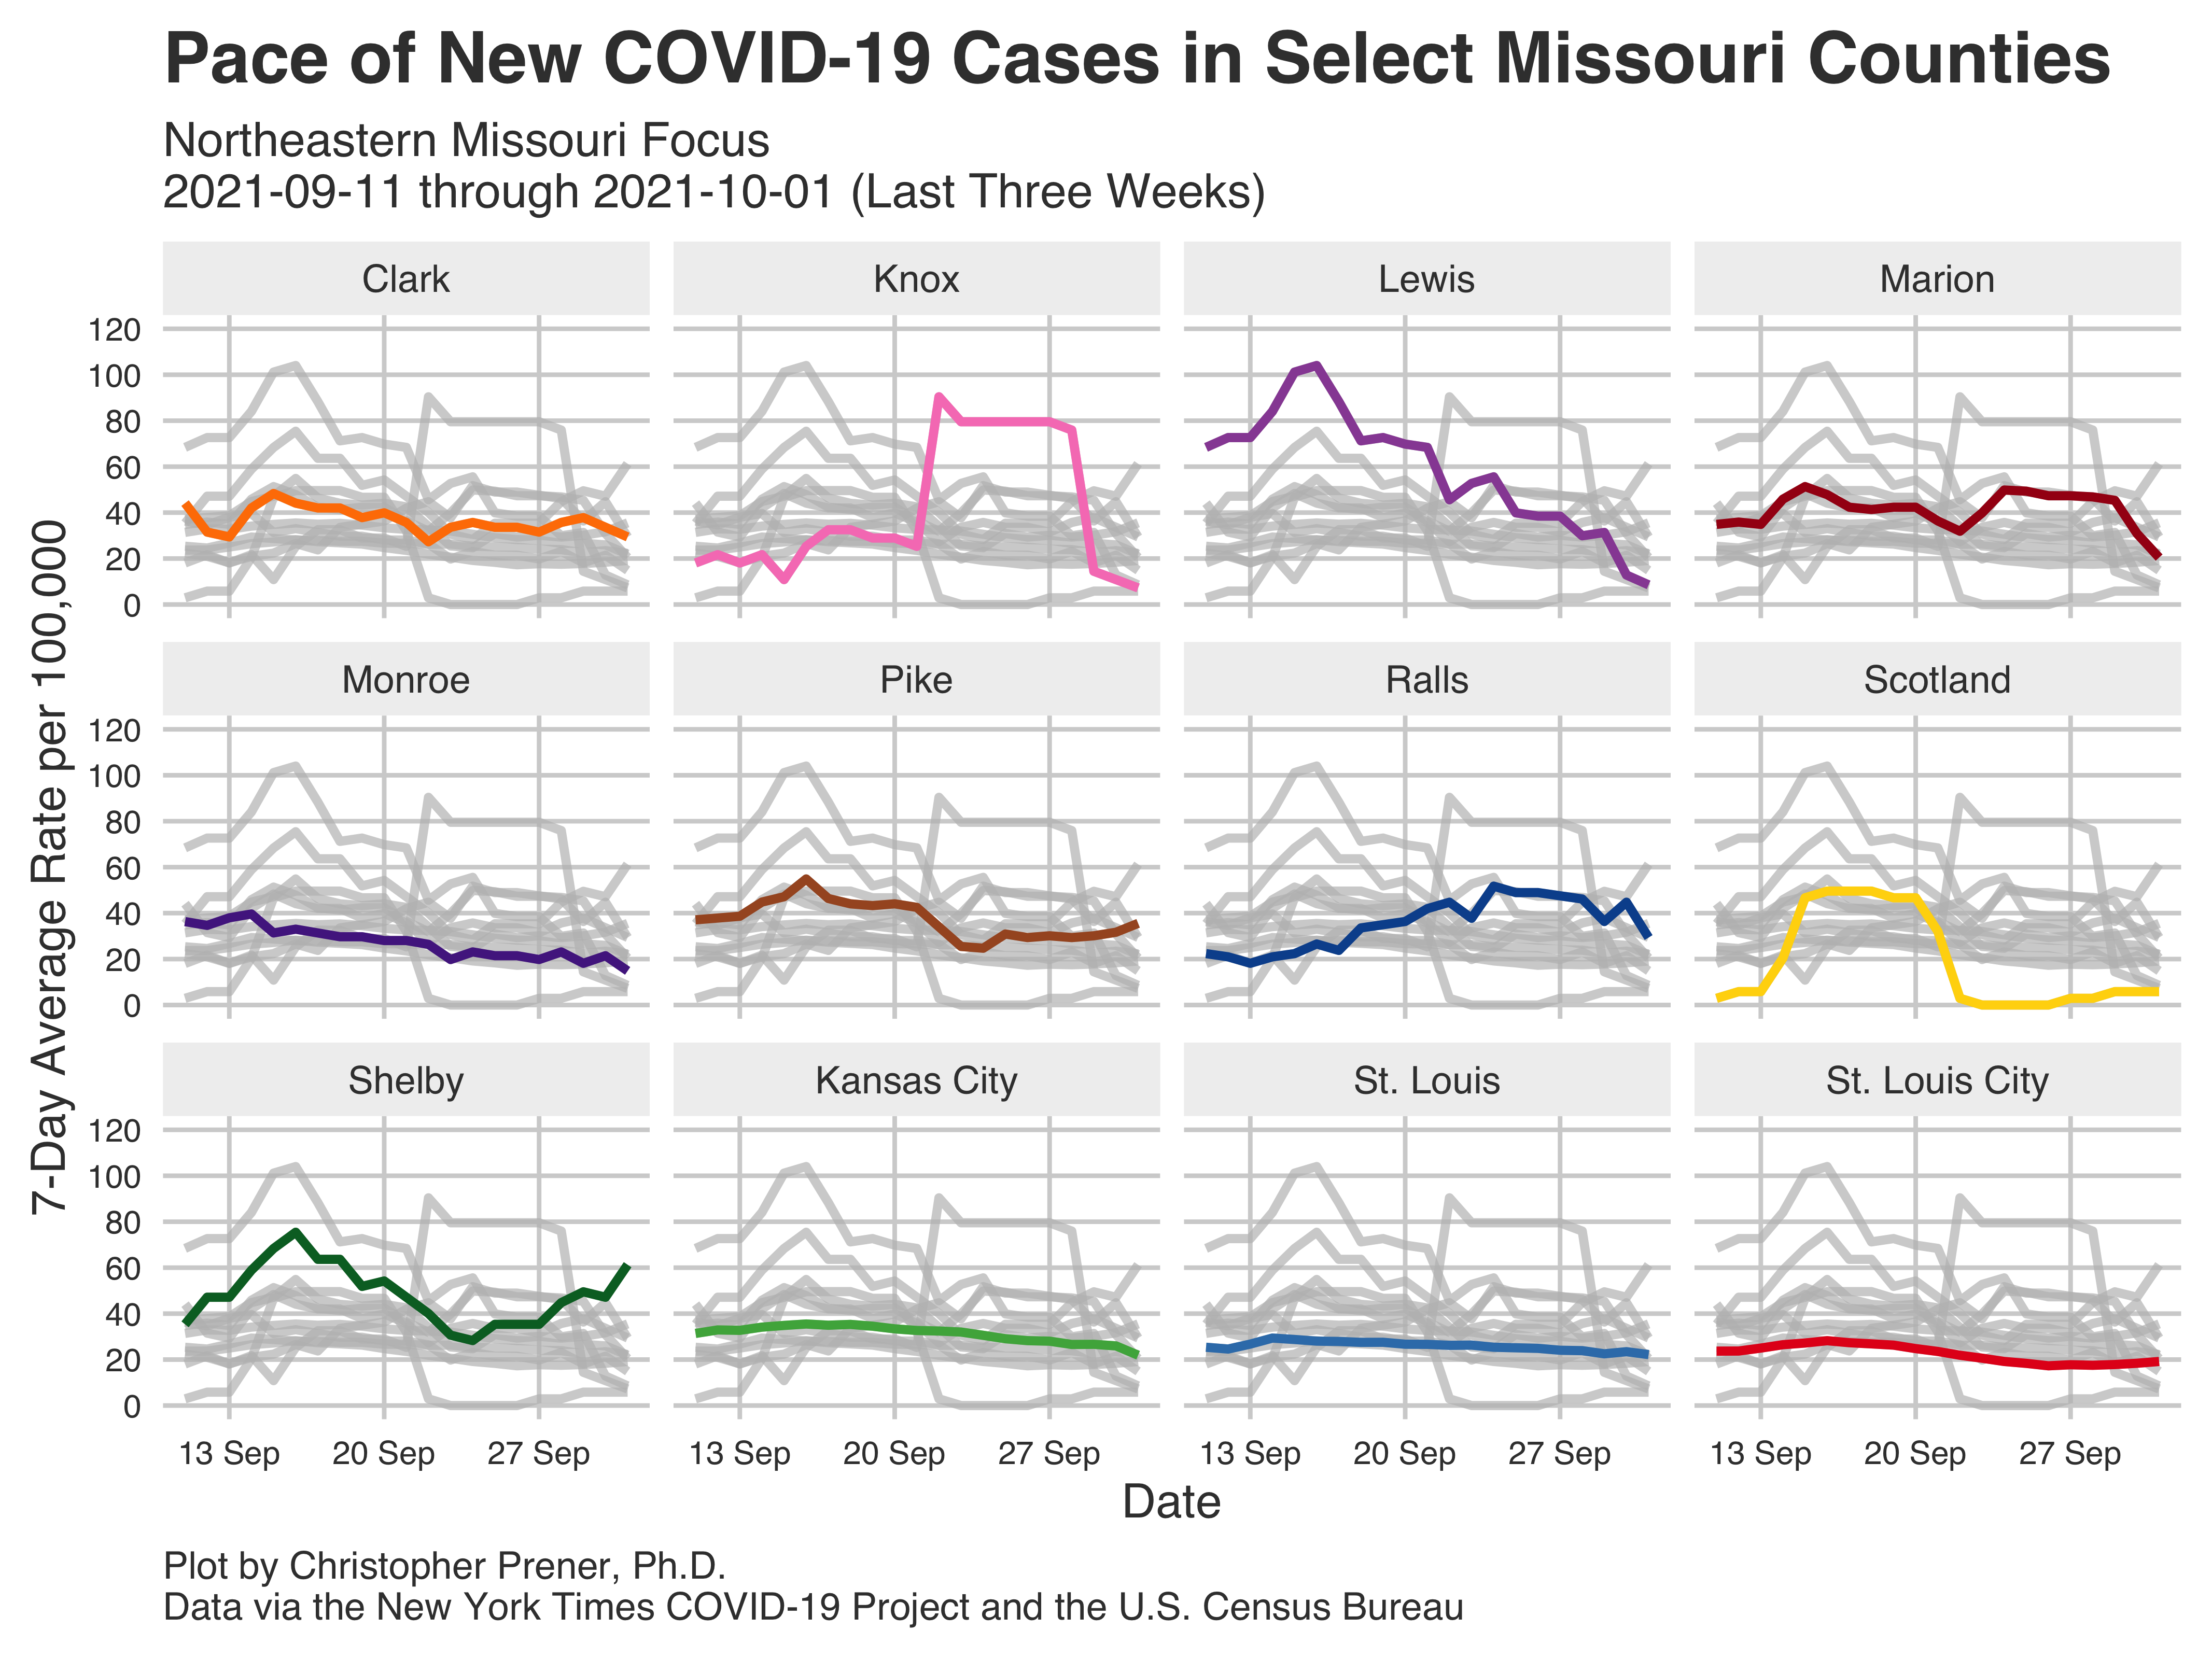 Pace of New COVID-19 Cases in Select Missouri Counties
Northeastern Missouri Focus
2021-09-11 through 2021-10-01 (Last Three Weeks)
Clark
Knox
Lewis
Marion
120
100
80
60
40
20
0
Monroe
Pike
Ralls
Scotland
120
100
80
60
40
20
0
Shelby
Kansas City
St. Louis
St. Louis City
120
100
80
60
40
20
0
13 Sep 20 Sep 27 Sep
13 Sep 20 Sep 27 Sep
13 Sep 20 Sep 27 Sep
13 Sep 20 Sep 27 Sep
7-Day Average Rate per 100,000
Date
Plot by Christopher Prener, Ph.D.
Data via the New York Times COVID-19 Project and the U.S. Census Bureau